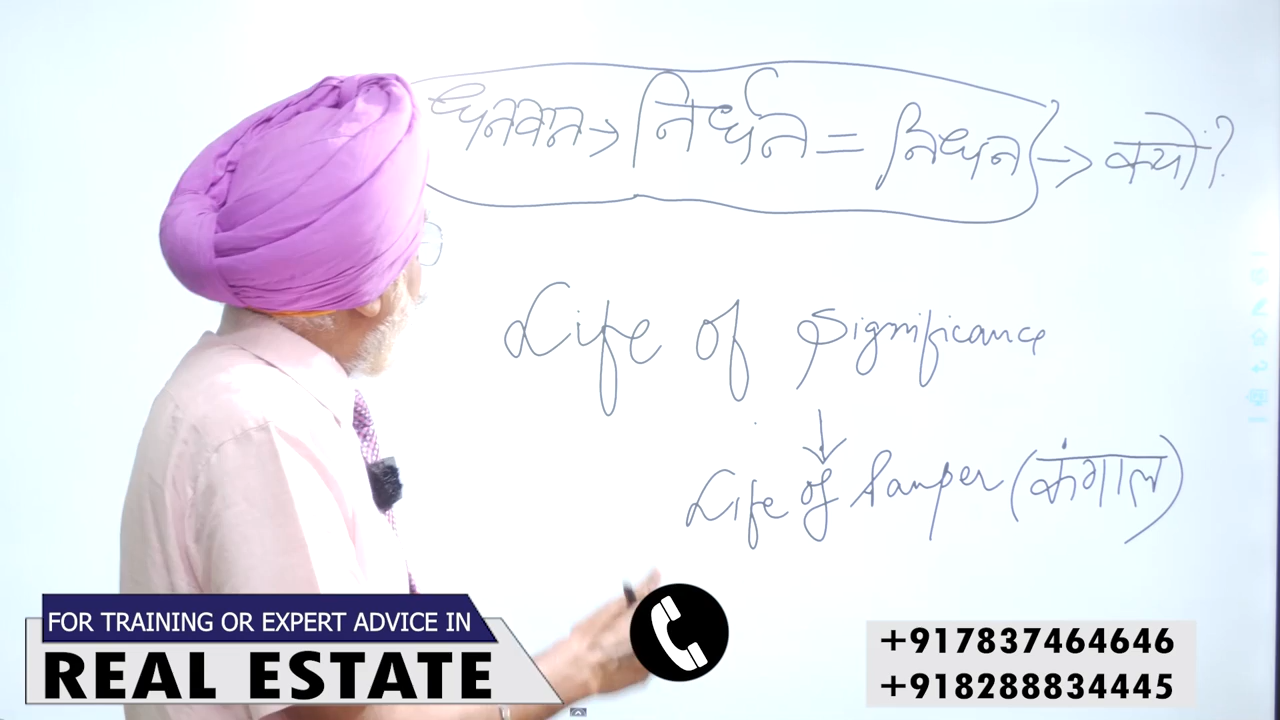 धनवान → निर्धन = निधन } → क्यों?
Life of Significance
↓
Life of Pauper (कंगाल)
FOR TRAINING OR EXPERT ADVICE IN
REAL ESTATE
+917837464646
+918288834445